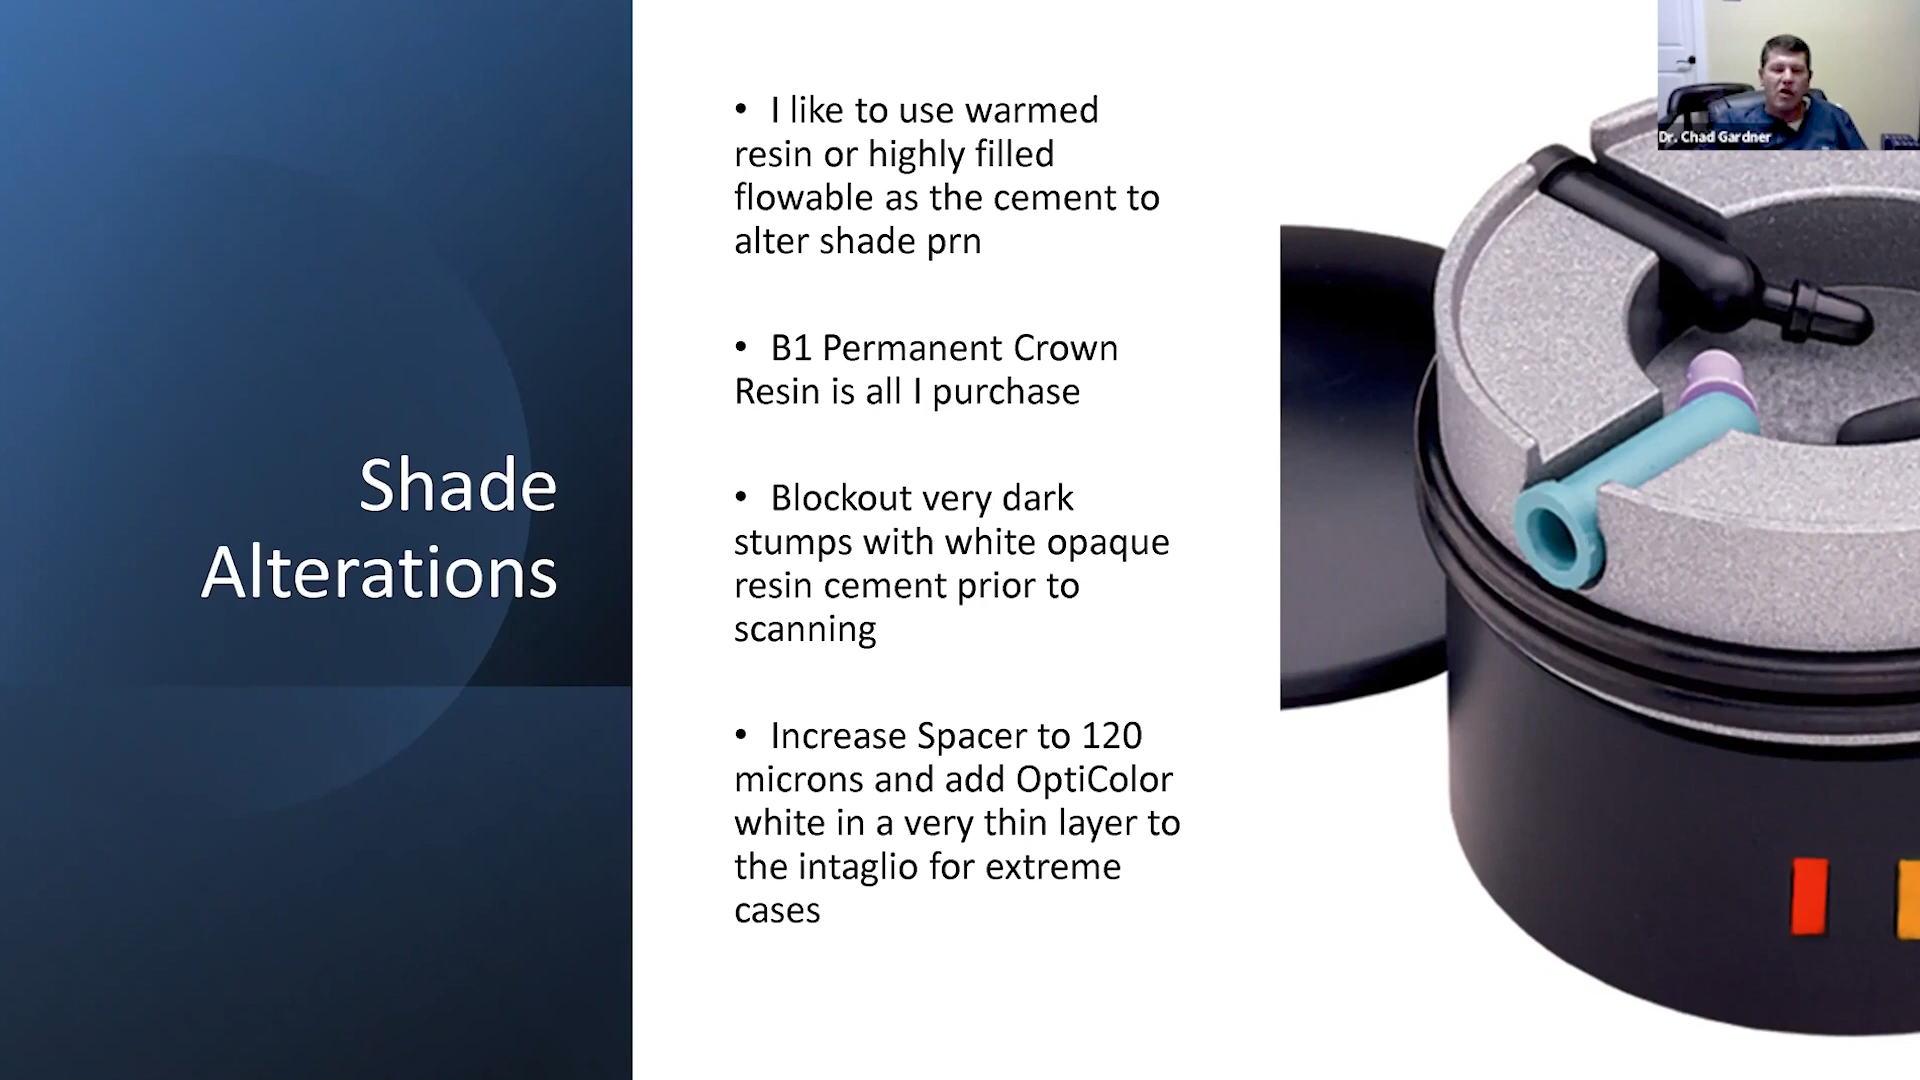 Shade
Alterations
• I like to use warmed
resin or highly filled
flowable as the cement to
alter shade prn
• B1 Permanent Crown
Resin is all I purchase
• Blockout very dark
stumps with white opaque
resin cement prior to
scanning
• Increase Spacer to 120
microns and add OptiColor
white in a very thin layer to
the intaglio for extreme
cases
Dr. Chad Gardner